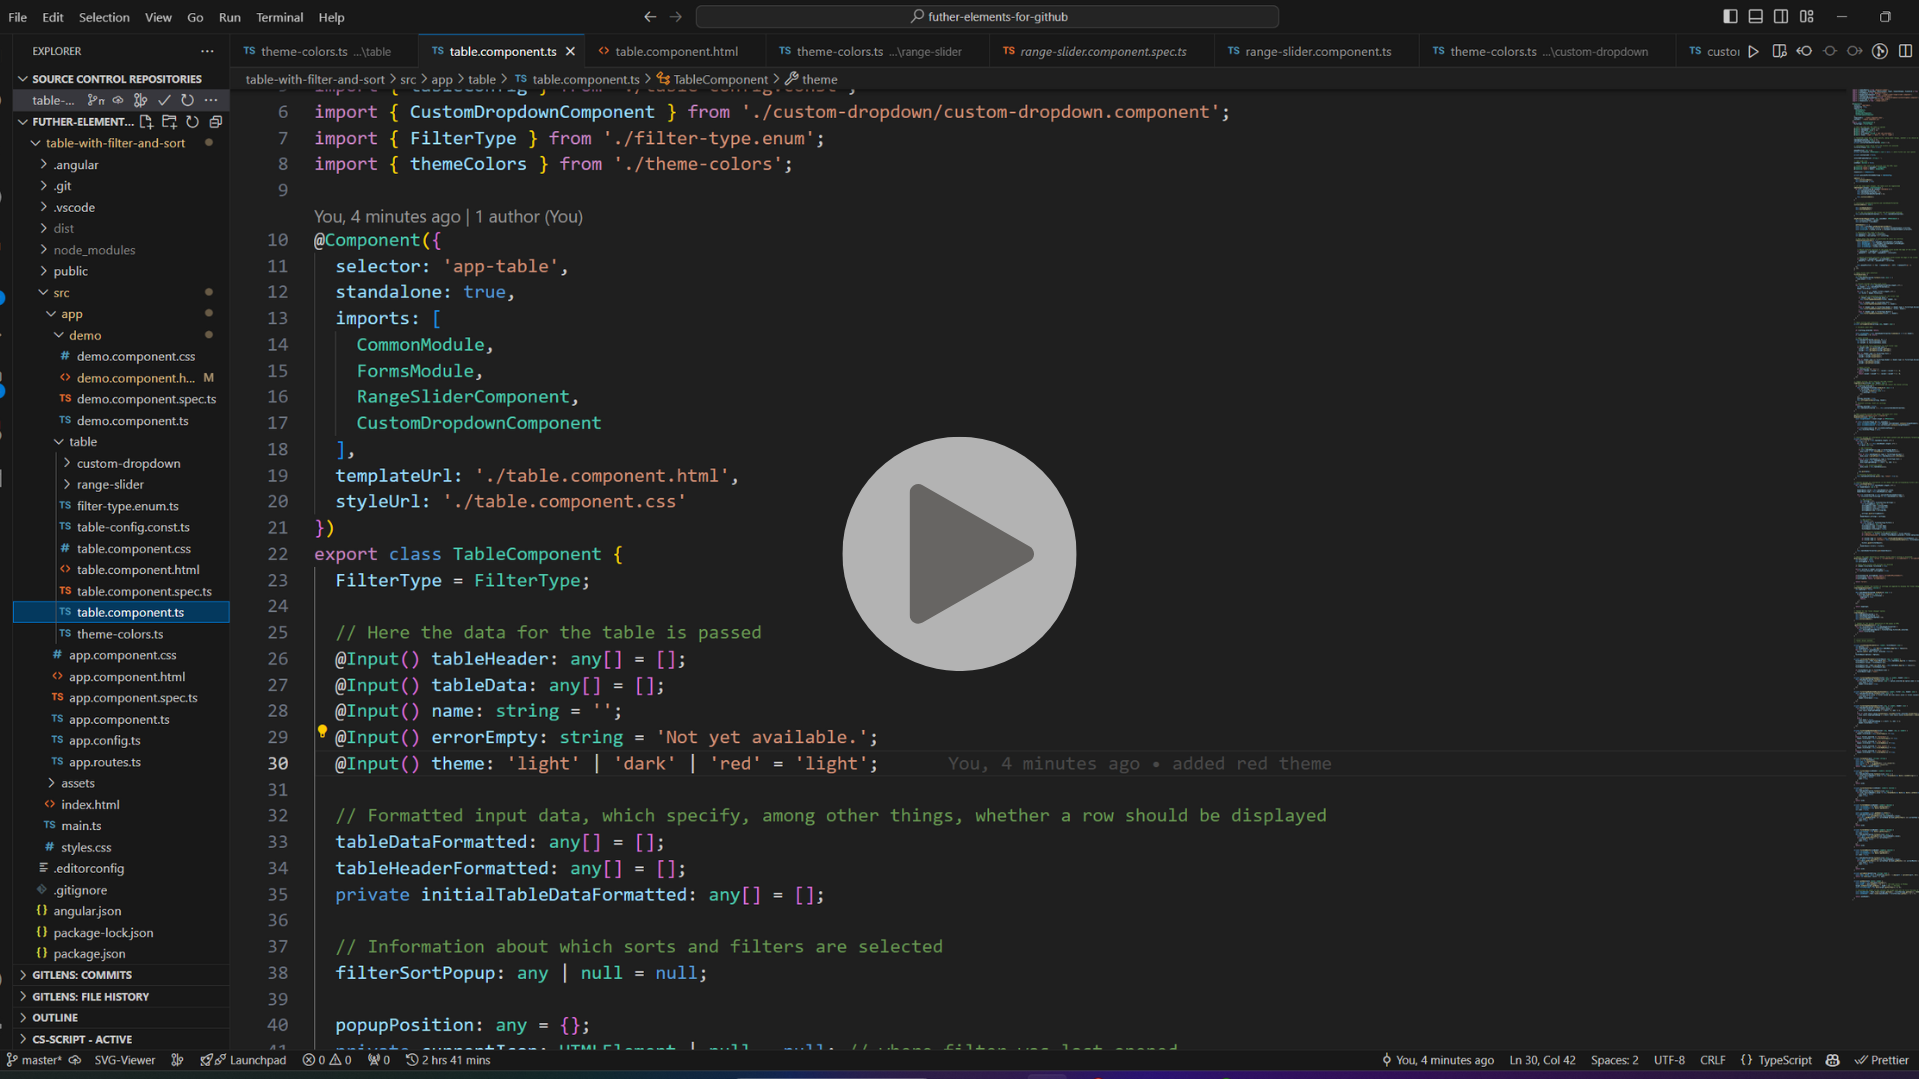 File Edit Selection View Go Run Terminal Help
futher-elements-for-github
EXPLORER
theme-colors.ts ...\table
table.component.ts
table.component.html
theme-colors.ts ...\range-slider
range-slider.component.spec.ts
range-slider.component.ts
theme-colors.ts ...\custom-dropdown
TS custo
table-with-filter-and-sort > src > app > table > TS table.component.ts > TableComponent > theme
SOURCE CONTROL REPOSITORIES
table-...
FUTHER-ELEMENT...
table-with-filter-and-sort
.angular
.git
.vscode
dist
node_modules
public
src
app
demo
# demo.component.css
<> demo.component.h... M
TS demo.component.spec.ts
TS demo.component.ts
table
custom-dropdown
range-slider
TS filter-type.enum.ts
TS table-config.const.ts
# table.component.css
<> table.component.html
TS table.component.spec.ts
TS table.component.ts
TS theme-colors.ts
# app.component.css
<> app.component.html
TS app.component.spec.ts
TS app.component.ts
TS app.config.ts
TS app.routes.ts
assets
<> index.html
TS main.ts
# styles.css
.editorconfig
.gitignore
{} angular.json
{} package-lock.json
{} package.json
GITLENS: COMMITS
GITLENS: FILE HISTORY
OUTLINE
CS-SCRIPT - ACTIVE
6 import { CustomDropdownComponent } from './custom-dropdown/custom-dropdown.component';
7 import { FilterType } from './filter-type.enum';
8 import { themeColors } from './theme-colors';
9
You, 4 minutes ago | 1 author (You)
10 @Component({
11 selector: 'app-table',
12 standalone: true,
13 imports: [
14 CommonModule,
15 FormsModule,
16 RangeSliderComponent,
17 CustomDropdownComponent
18 ],
19 templateUrl: './table.component.html',
20 styleUrl: './table.component.css'
21 })
22 export class TableComponent {
23 FilterType = FilterType;
24
25 // Here the data for the table is passed
26 @Input() tableHeader: any[] = [];
27 @Input() tableData: any[] = [];
28 @Input() name: string = '';
29 @Input() errorEmpty: string = 'Not yet available.';
30 @Input() theme: 'light' | 'dark' | 'red' = 'light'; You, 4 minutes ago • added red theme
31
32 // Formatted input data, which specify, among other things, whether a row should be displayed
33 tableDataFormatted: any[] = [];
34 tableHeaderFormatted: any[] = [];
35 private initialTableDataFormatted: any[] = [];
36
37 // Information about which sorts and filters are selected
38 filterSortPopup: any | null = null;
39
40 popupPosition: any = {};
master* SVG-Viewer Launchpad 0 0 0 2 hrs 41 mins You, 4 minutes ago Ln 30, Col 42 Spaces: 2 UTF-8 CRLF {} TypeScript Prettier